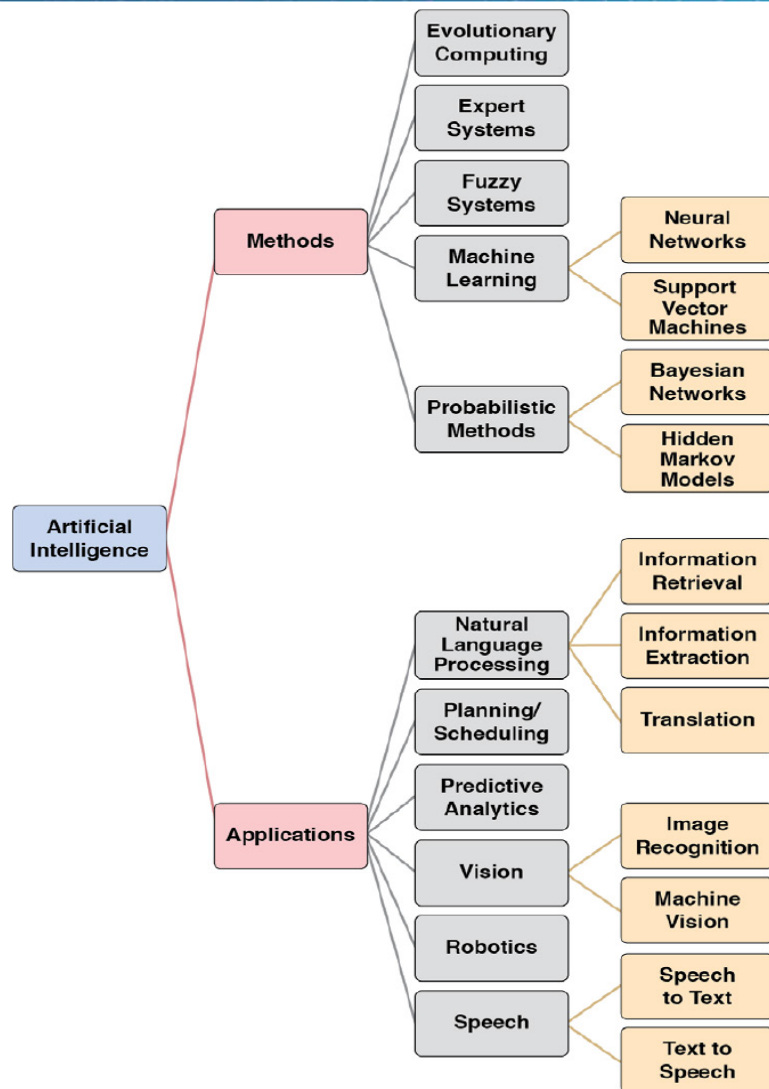 Evolutionary
Computing
Expert
Systems
Fuzzy
Systems
Methods
Machine
Learning
Neural
Networks
Support
Vector
Machines
Probabilistic
Methods
Bayesian
Networks
Hidden
Markov
Models
Artificial
Intelligence
Natural
Language
Processing
Information
Retrieval
Information
Extraction
Translation
Planning/
Scheduling
Predictive
Analytics
Applications
Vision
Image
Recognition
Machine
Vision
Robotics
Speech
Speech
to Text
Text to
Speech